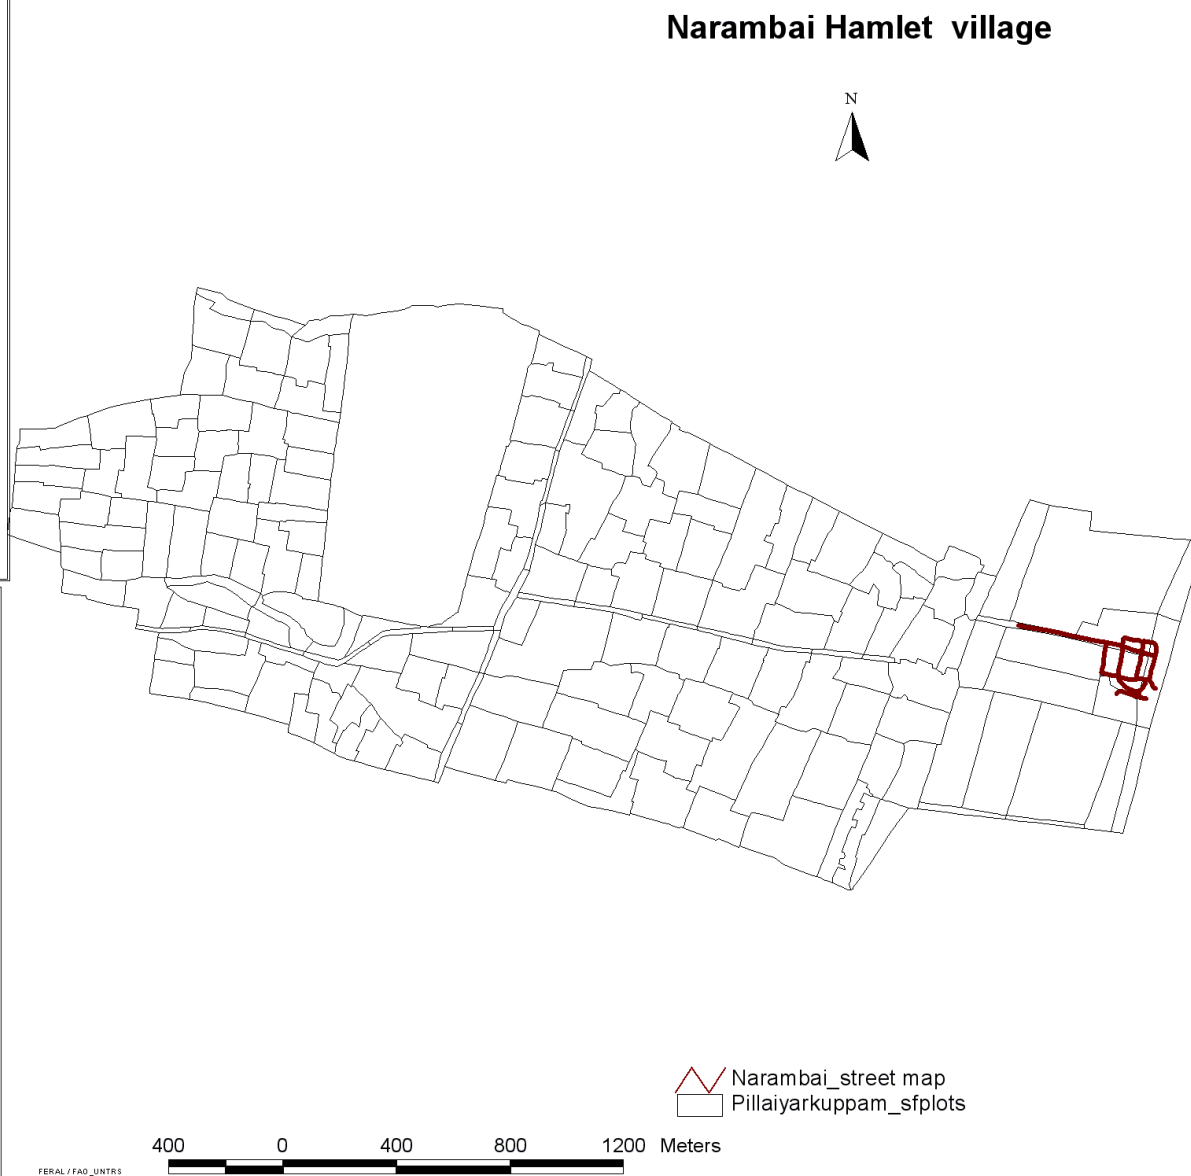 Narambai Hamlet village
N
Narambai_street map
Pillaiyarkuppam_sfplots
400 0 400 800 1200 Meters
FERAL / FAO_UNTRS